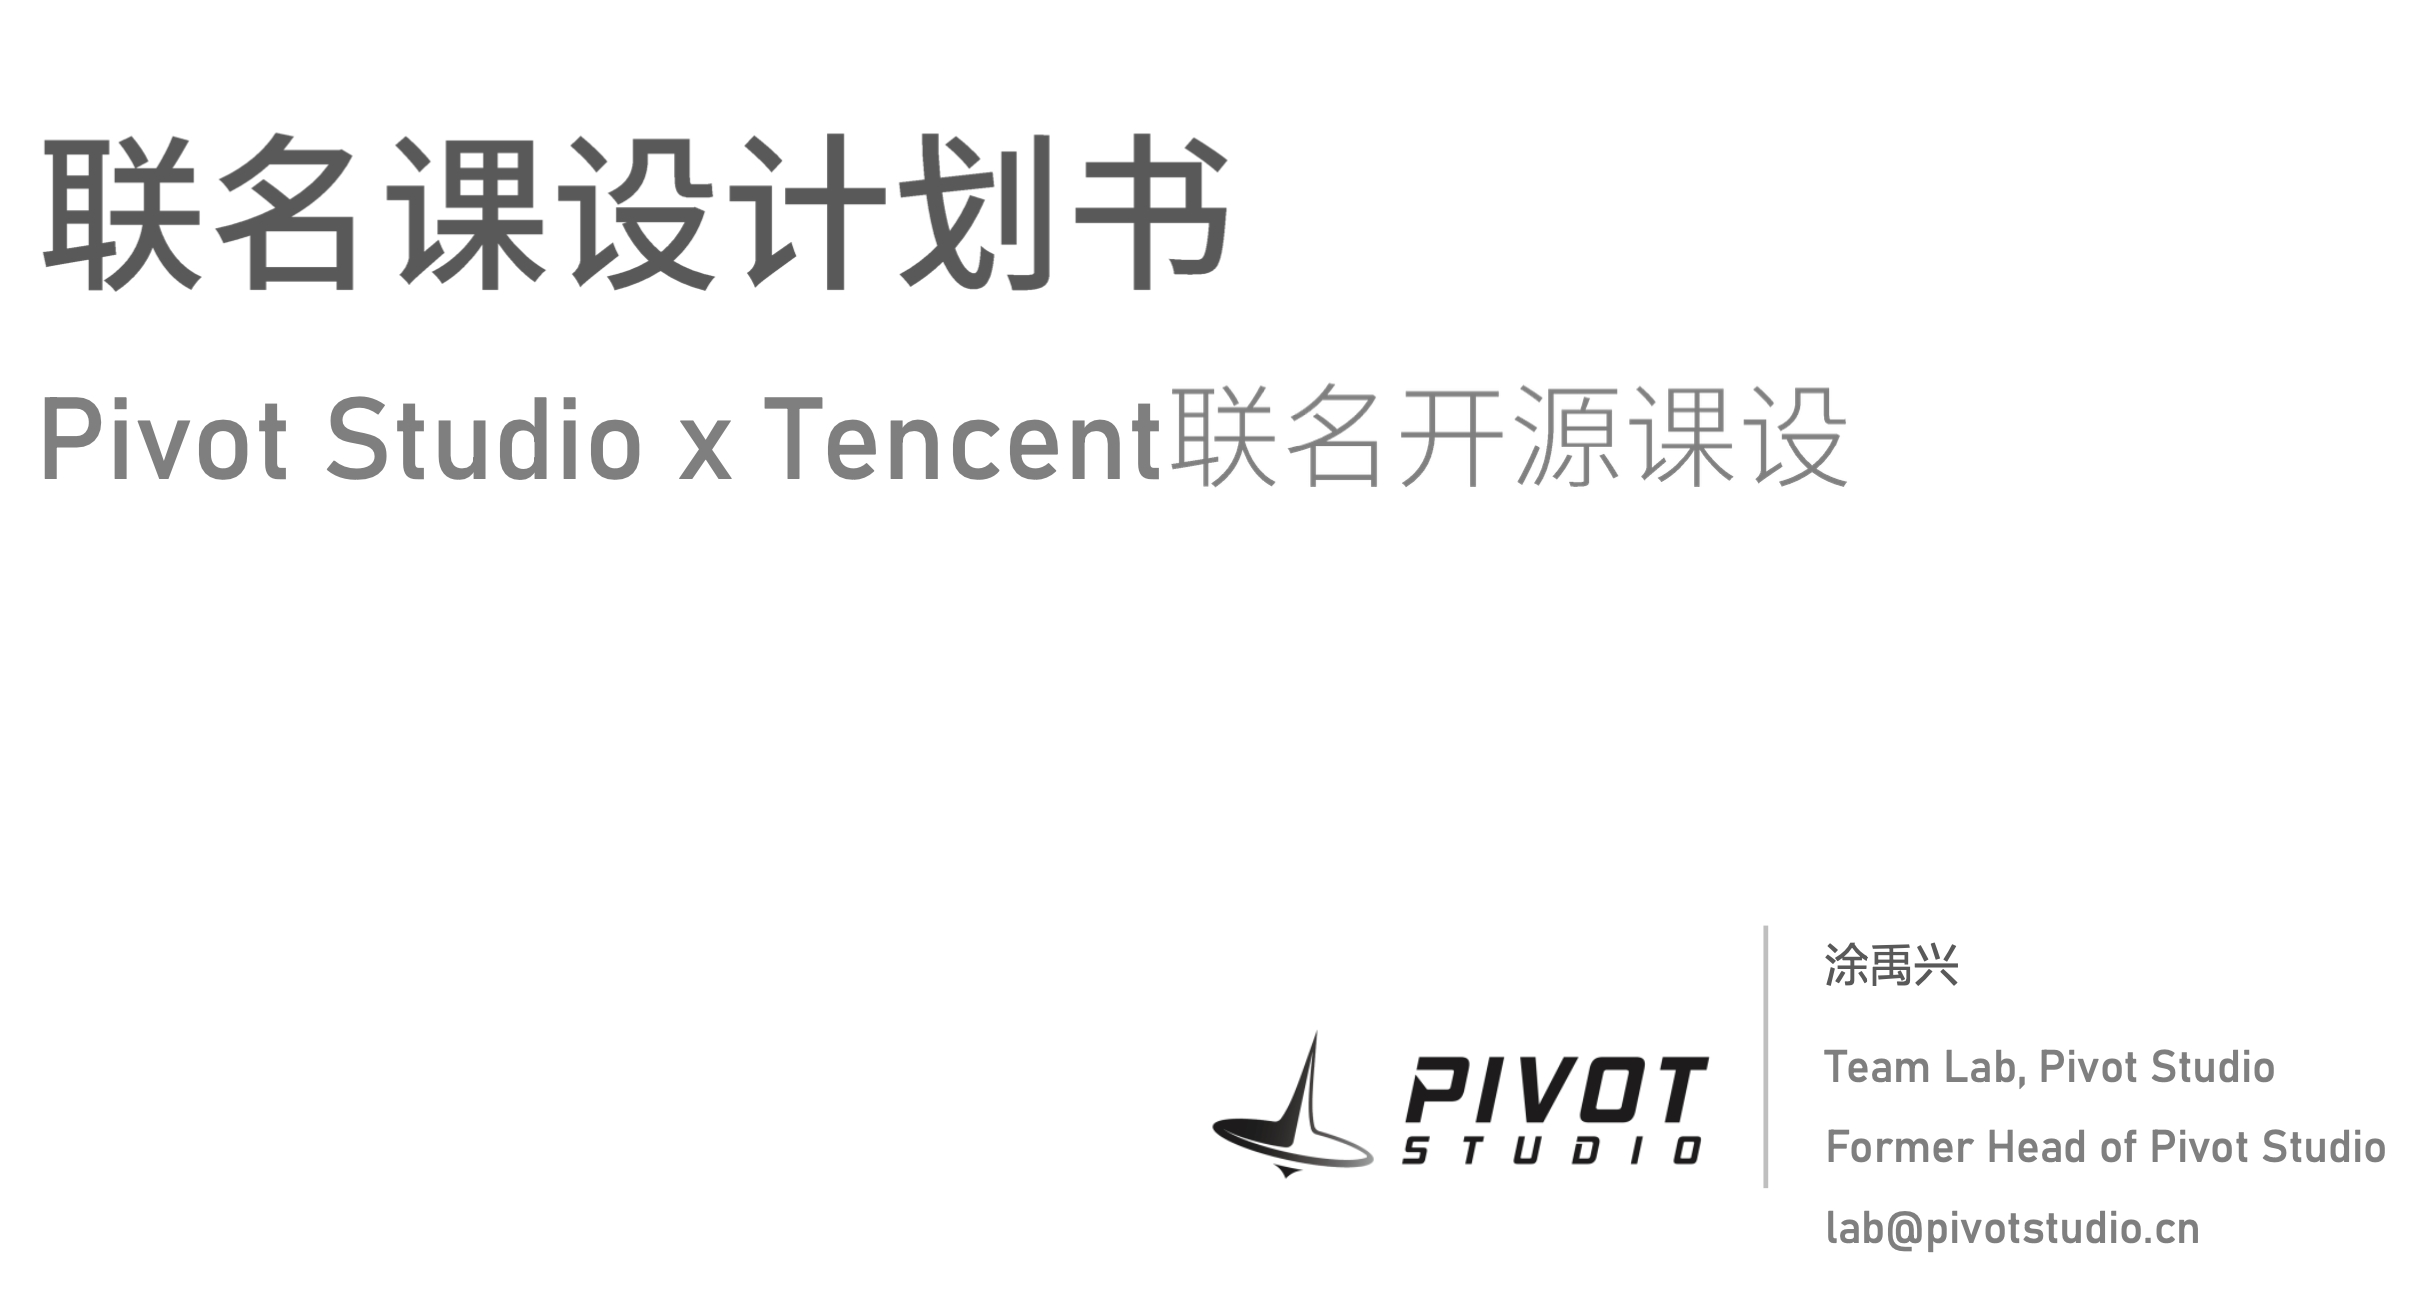 联名课设计划书
Pivot Studio x Tencent联名开源课设
PIVOT
STUDIO
涂禹兴
Team Lab, Pivot Studio
Former Head of Pivot Studio
lab@pivotstudio.cn